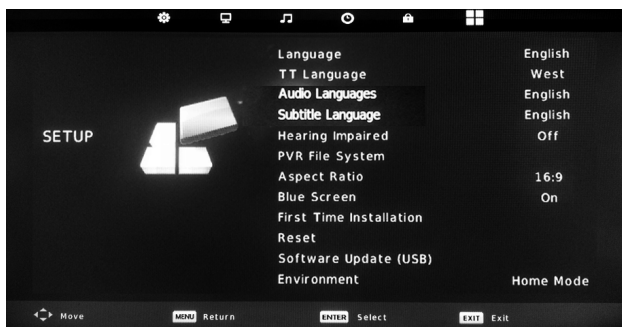 Language English
TT Language West
Audio Languages English
Subtitle Language English
SETUP Hearing Impaired Off
PVR File System
Aspect Ratio 16:9
Blue Screen On
First Time Installation
Reset
Software Update (USB)
Environment Home Mode
Move MENU Return ENTER Select EXIT Exit